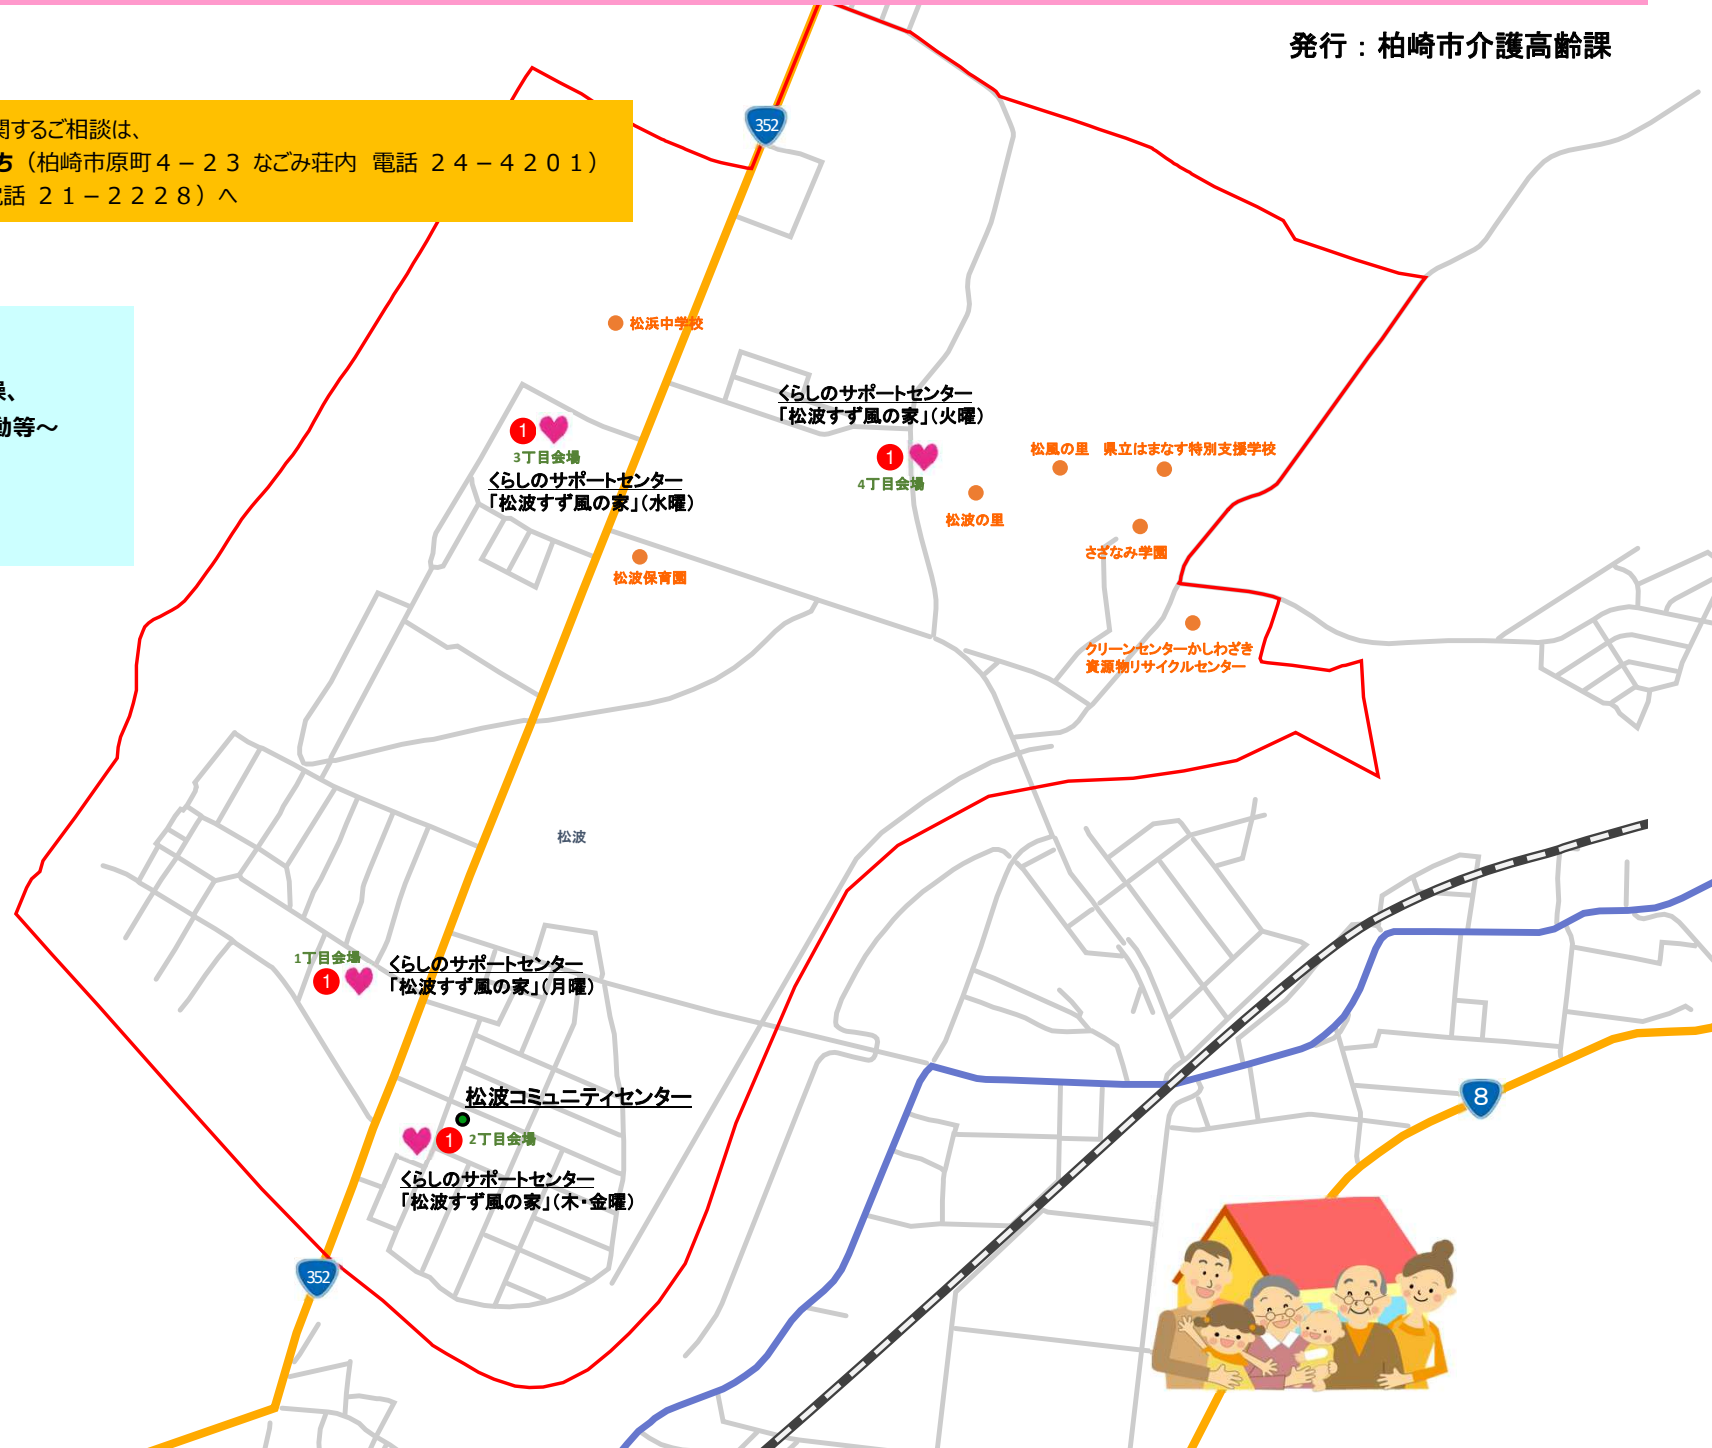 発行：柏崎市介護高齢課
関するご相談は、
ち（柏崎市原町４－２３ なごみ荘内 電話 ２４－４２０１）
電話 ２１－２２２８）へ
操、
動等～
352
松浜中学校
くらしのサポートセンター
「松波すず風の家」（火曜）
1
4丁目会場
1
3丁目会場
くらしのサポートセンター
「松波すず風の家」（水曜）
松風の里
県立はまなす特別支援学校
松波の里
さざなみ学園
松波保育園
クリーンセンターかしわざき
資源物リサイクルセンター
松波
1丁目会場
1
くらしのサポートセンター
「松波すず風の家」（月曜）
松波コミュニティセンター
1
2丁目会場
くらしのサポートセンター
「松波すず風の家」（木・金曜）
8
352